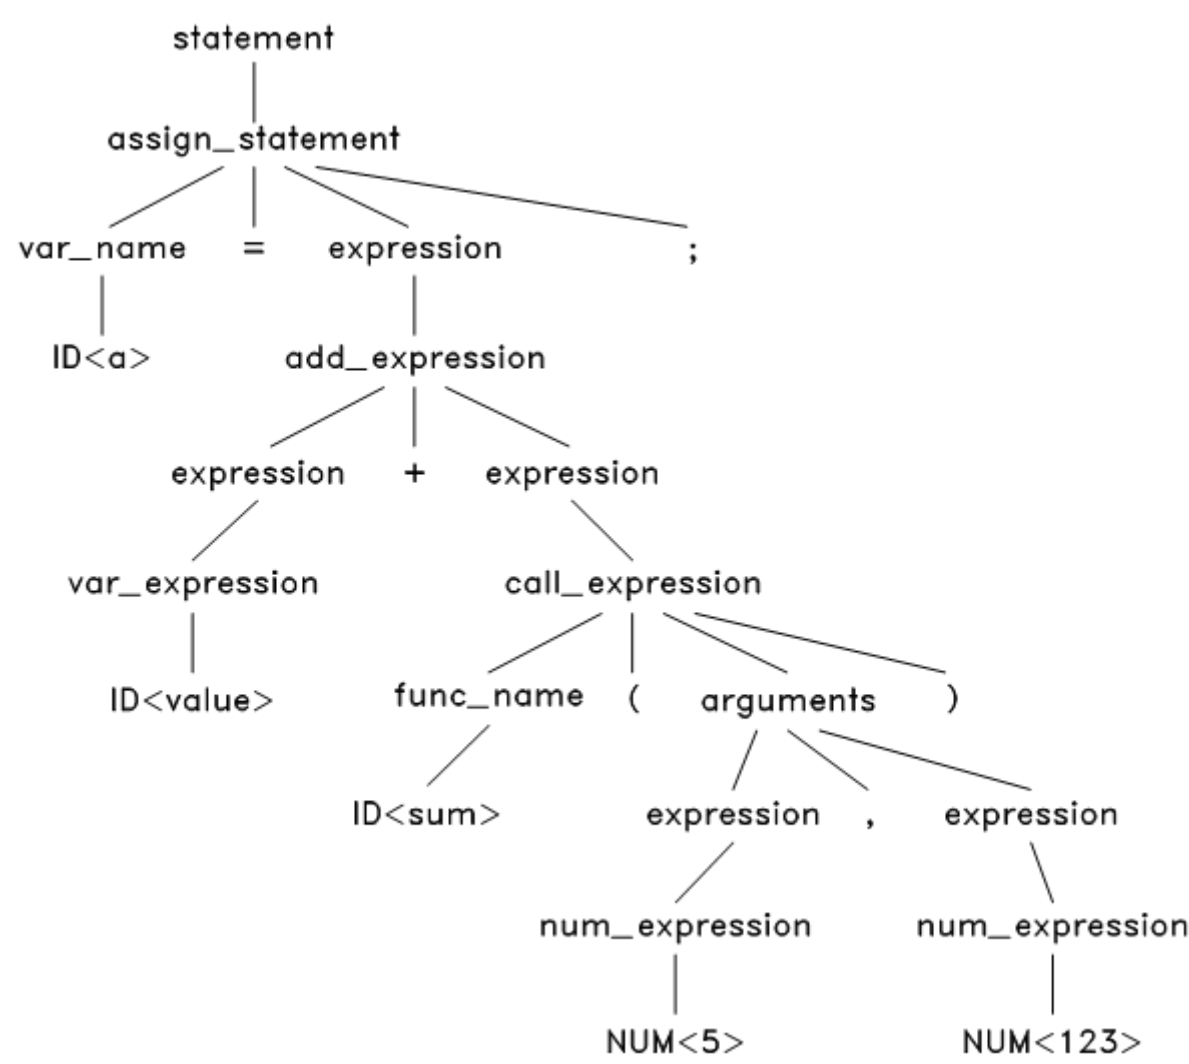 statement
assign_statement
var_name = expression ;
ID<a> add_expression
expression + expression
var_expression call_expression
ID<value> func_name ( arguments )
ID<sum> expression , expression
num_expression num_expression
NUM<5> NUM<123>